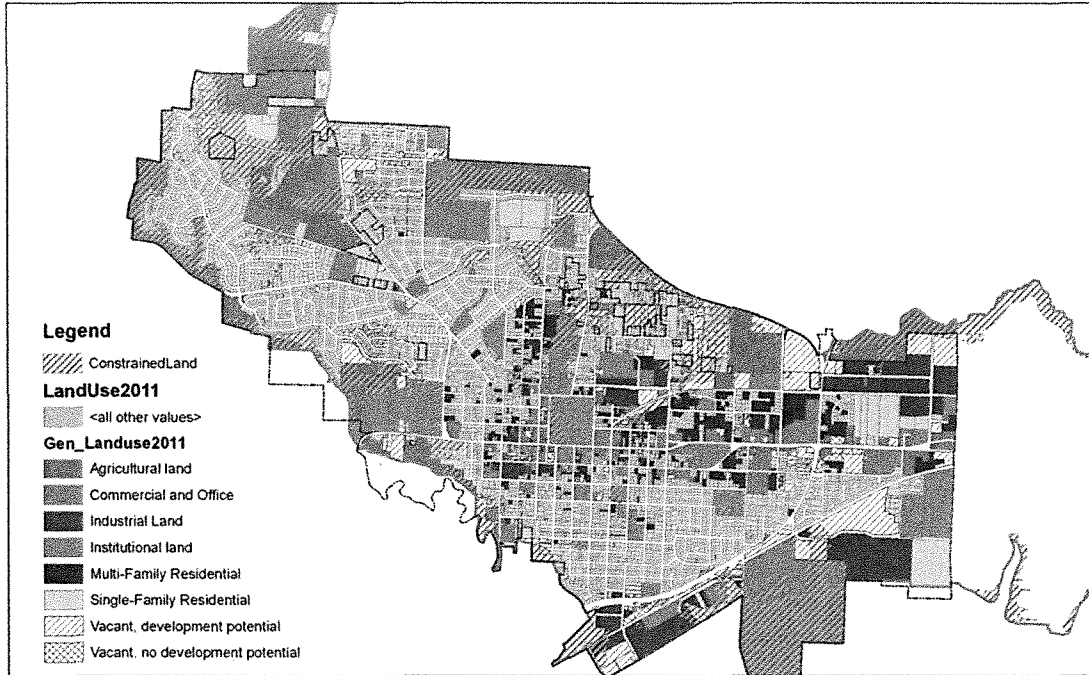 Legend
ConstrainedLand
LandUse2011
<all other values>
Gen_Landuse2011
Agricultural land
Commercial and Office
Industrial Land
Institutional land
Multi-Family Residential
Single-Family Residential
Vacant, development potential
Vacant, no development potential